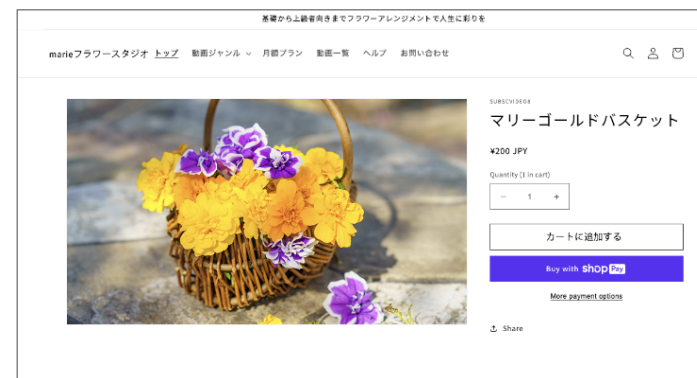 基礎から上級者向きまでフラワーアレンジメントで人生に彩りを
marieフラワースタジオ トップ 動画ジャンル 月額プラン 動画一覧 ヘルプ お問い合わせ
SUBSCVIDEO8
マリーゴールドバスケット
¥200 JPY
Quantity (1 in cart)
− 1 +
カートに追加する
Buy with shop Pay
More payment options
Share